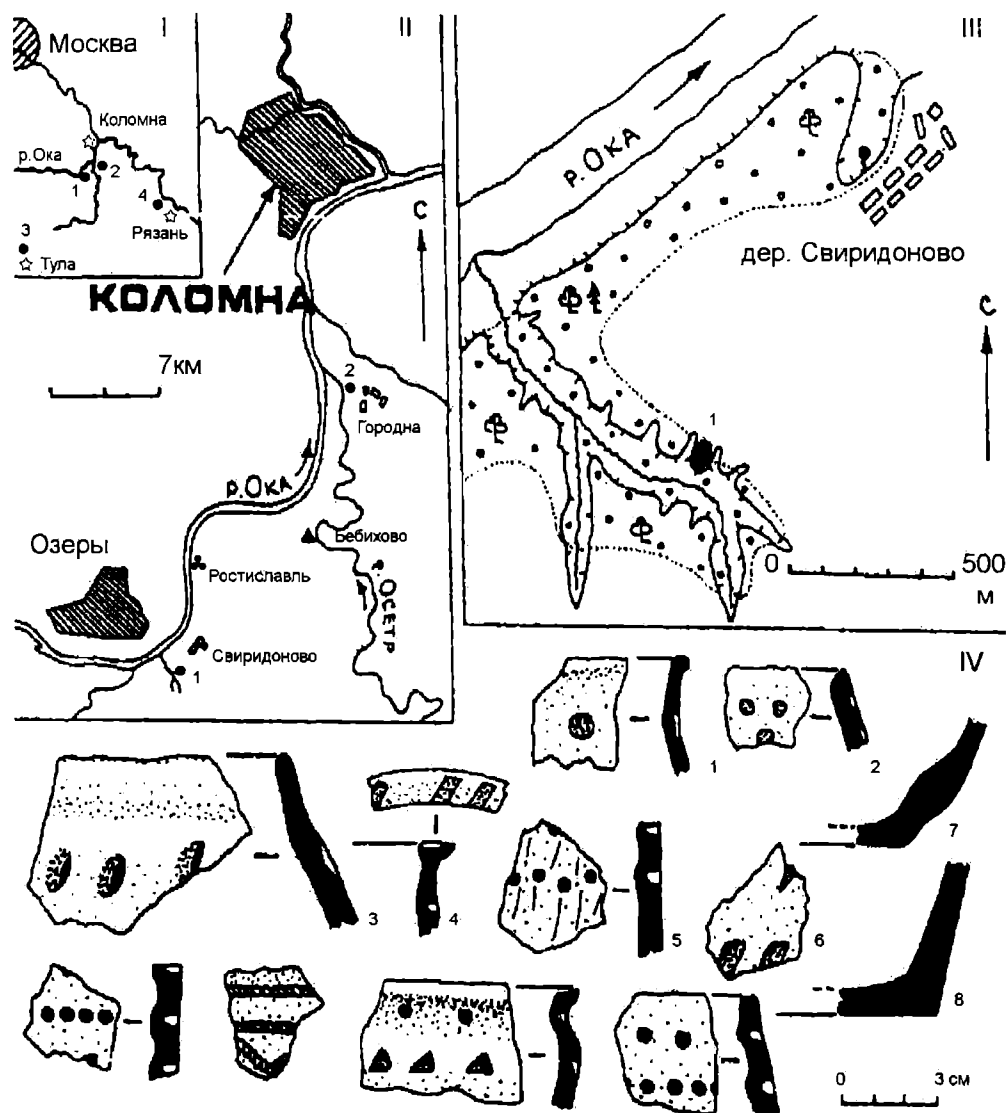 I
Москва
Коломна
р.Ока
1
2
4
Рязань
3
Тула
II
С
КОЛОМНА
7км
2
Городна
р.Ока
Бебихово
Озеры
Ростиславль
р.Осетр
Свиридоново
1
III
р.Ока
дер. Свиридоново
С
1
0 500
м
IV
1
2
3
4
5
6
7
8
0 3 см